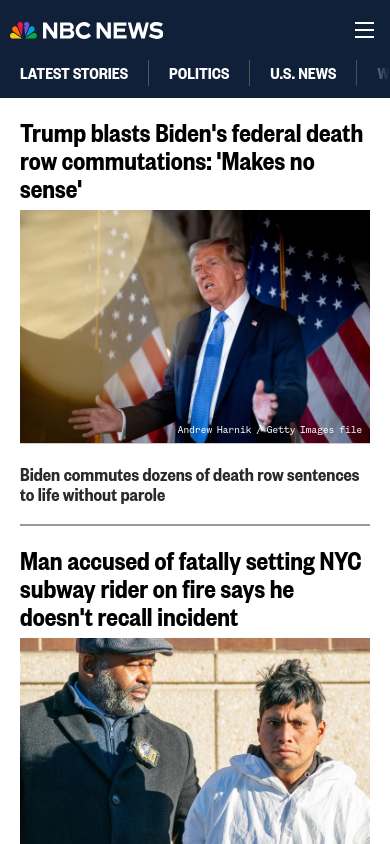 NBC NEWS
LATEST STORIES
POLITICS
U.S. NEWS
Trump blasts Biden's federal death
row commutations: 'Makes no
sense'
Andrew Harnik / Getty Images file
Biden commutes dozens of death row sentences
to life without parole
Man accused of fatally setting NYC
subway rider on fire says he
doesn't recall incident